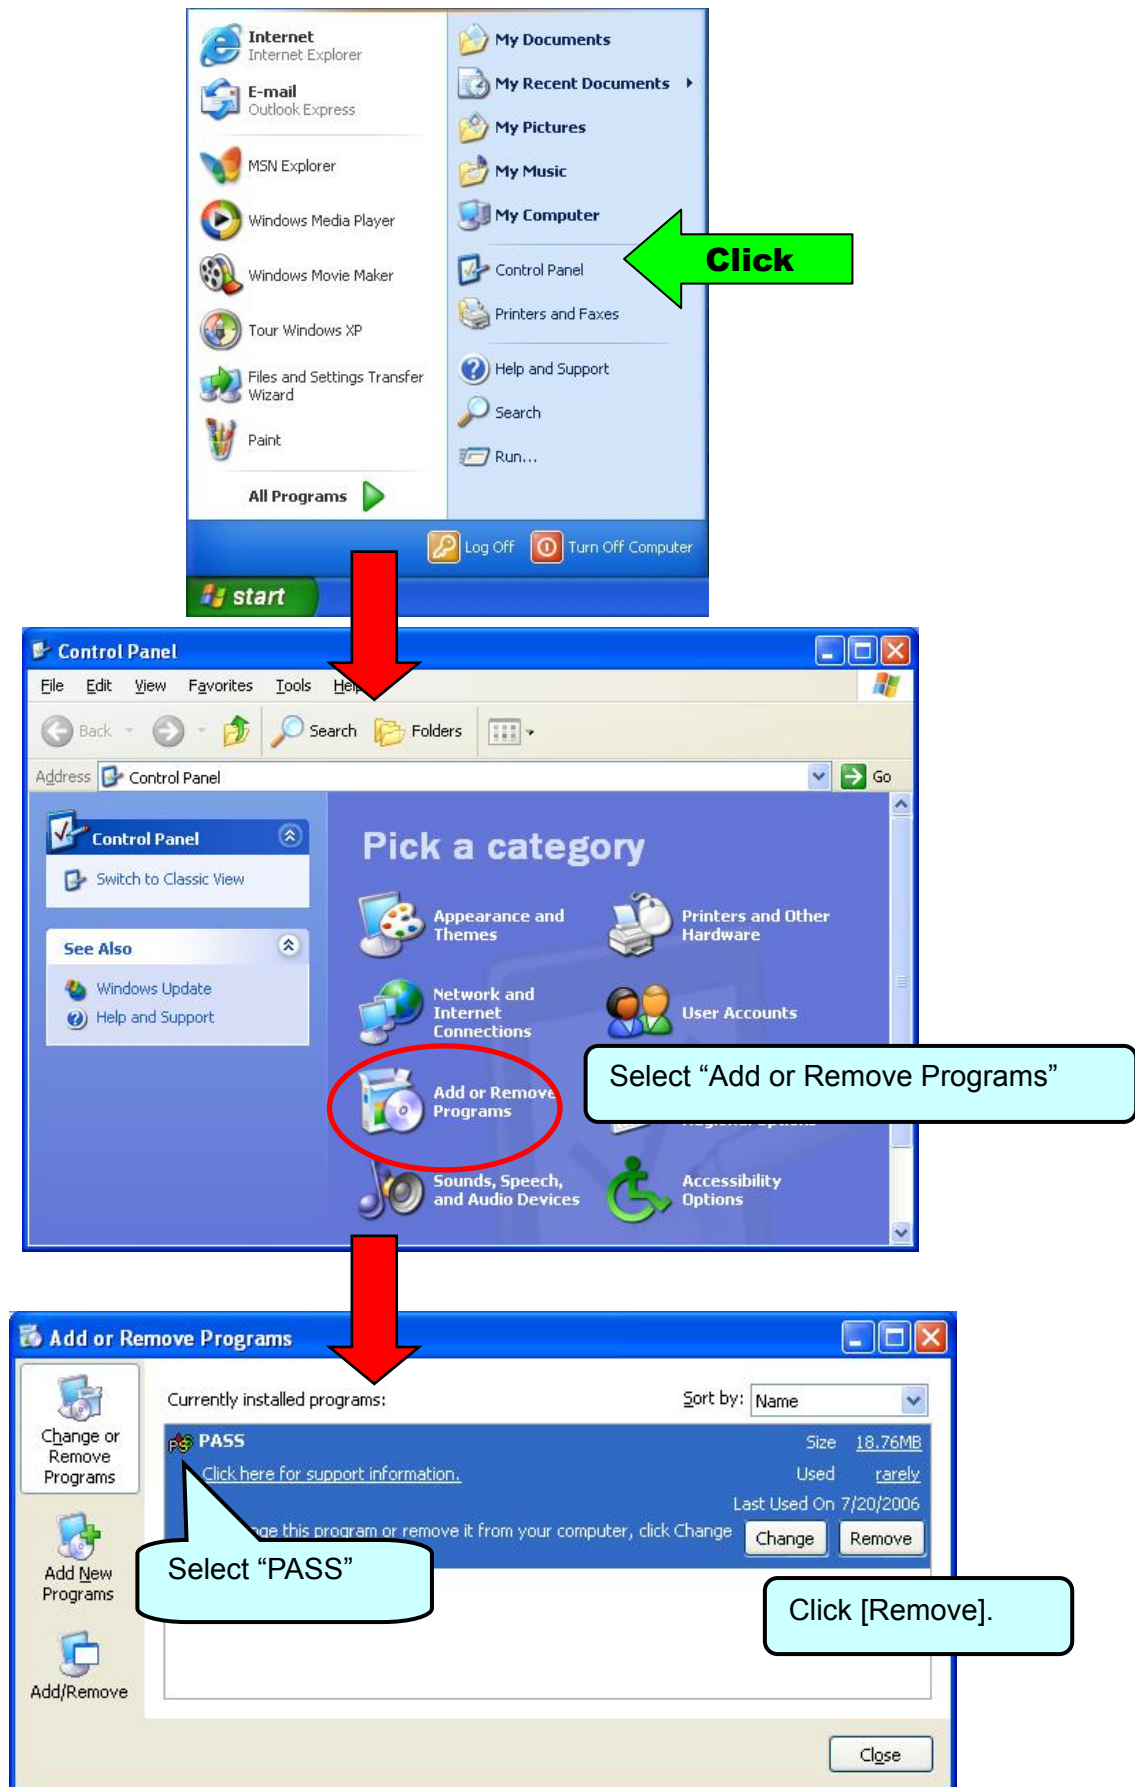 Internet
Internet Explorer
E-mail
Outlook Express
MSN Explorer
Windows Media Player
Windows Movie Maker
Tour Windows XP
Files and Settings Transfer
Wizard
Paint
All Programs
My Documents
My Recent Documents
My Pictures
My Music
My Computer
Control Panel
Click
Printers and Faxes
Help and Support
Search
Run...
Log Off
Turn Off Computer
start
Control Panel
File Edit View Favorites Tools Help
Back Search Folders
Address Control Panel Go
Control Panel
Switch to Classic View
See Also
Windows Update
Help and Support
Pick a category
Appearance and
Themes
Printers and Other
Hardware
Network and
Internet
Connections
User Accounts
Add or Remove
Programs
Select “Add or Remove Programs”
Sounds, Speech,
and Audio Devices
Accessibility
Options
Add or Remove Programs
Change or
Remove
Programs
Add New
Programs
Add/Remove
Currently installed programs:
Sort by: Name
PASS
Size 18.76MB
Click here for support information.
Used rarely
Last Used On 7/20/2006
this program or remove it from your computer, click Change
Change Remove
Select “PASS”
Click [Remove].
Close